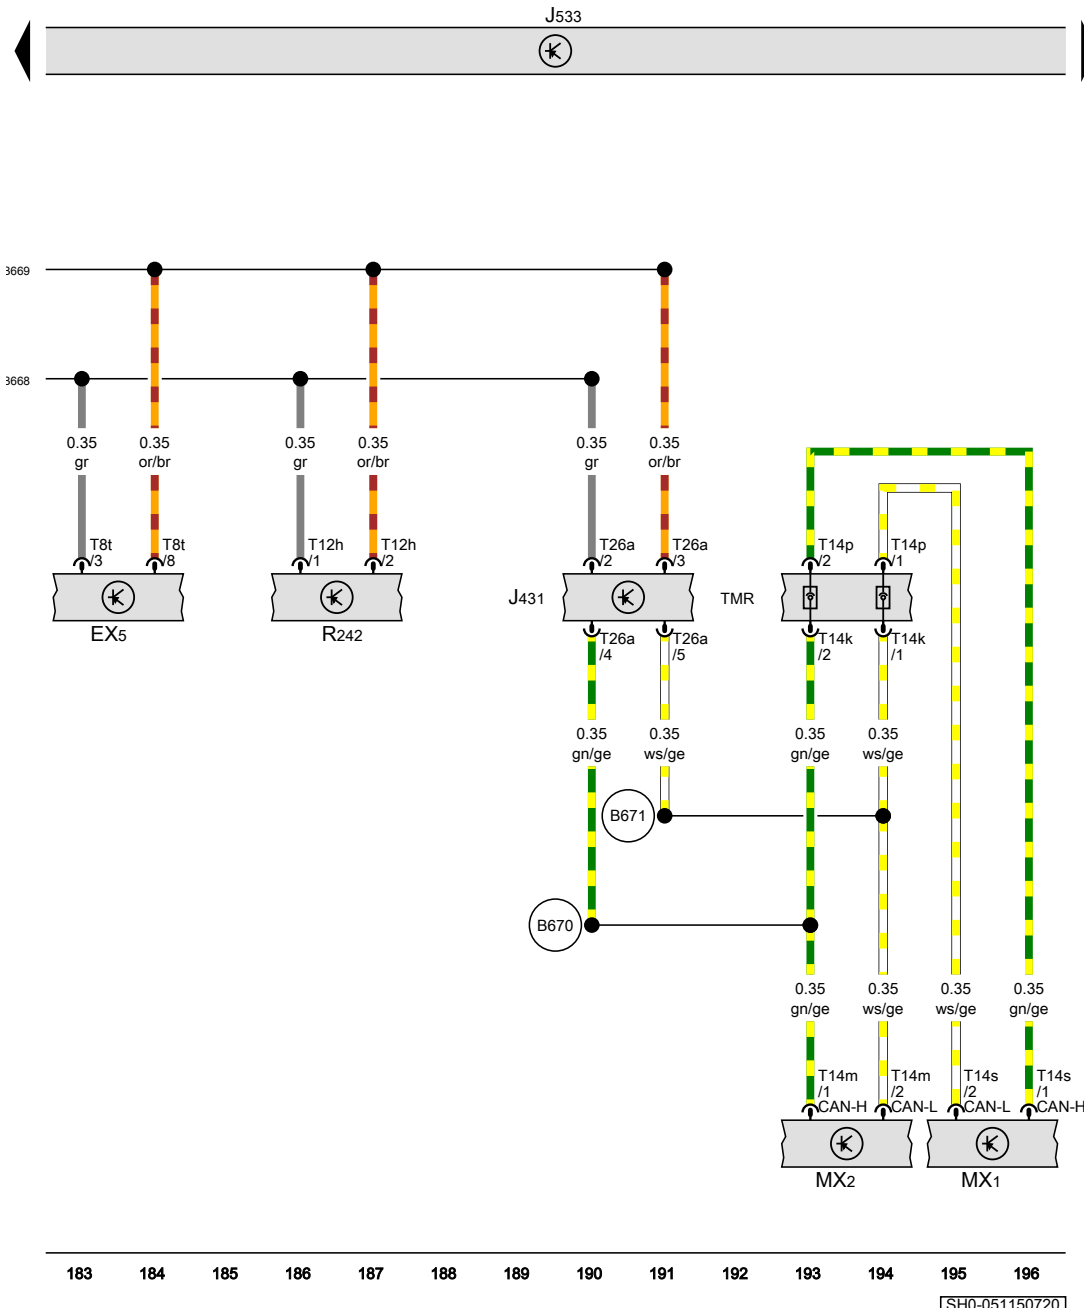 J533
3669
3668
0.35 0.35 0.35 0.35 0.35 0.35
gr or/br gr or/br gr or/br
T8t T8t T12h T12h T26a T26a T14p T14p
/3 /8 /1 /2 /2 /3 /2 /1
J431 TMR
EX5 R242
T26a T26a T14k T14k
/4 /5 /2 /1
0.35 0.35 0.35 0.35
gn/ge ws/ge gn/ge ws/ge
B671
B670
0.35 0.35 0.35 0.35
gn/ge ws/ge ws/ge gn/ge
T14m T14m T14s T14s
/1 /2 /2 /1
CAN-H CAN-L CAN-L CAN-H
MX2 MX1
183 184 185 186 187 188 189 190 191 192 193 194 195 196
SH0-051150720